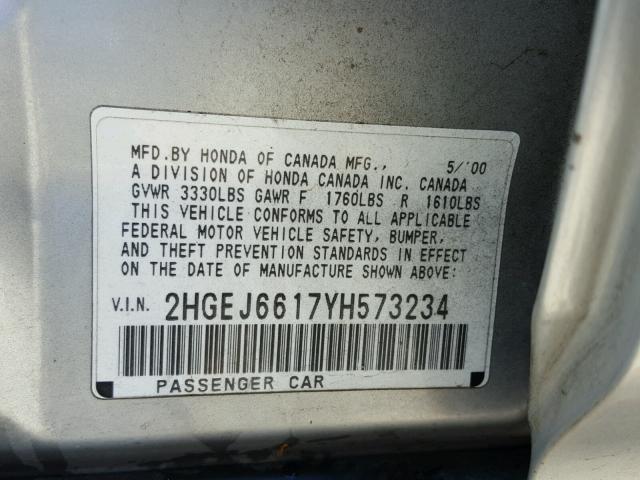 MFD.BY HONDA OF CANADA MFG., 5/'00
A DIVISION OF HONDA CANADA INC. CANADA
GVWR 3330LBS GAWR F 1760LBS R 1610LBS
THIS VEHICLE CONFORMS TO ALL APPLICABLE
FEDERAL MOTOR VEHICLE SAFETY, BUMPER,
AND THEFT PREVENTION STANDARDS IN EFFECT
ON THE DATE OF MANUFACTURE SHOWN ABOVE:
V.I.N. 2HGEJ6617YH573234
PASSENGER CAR